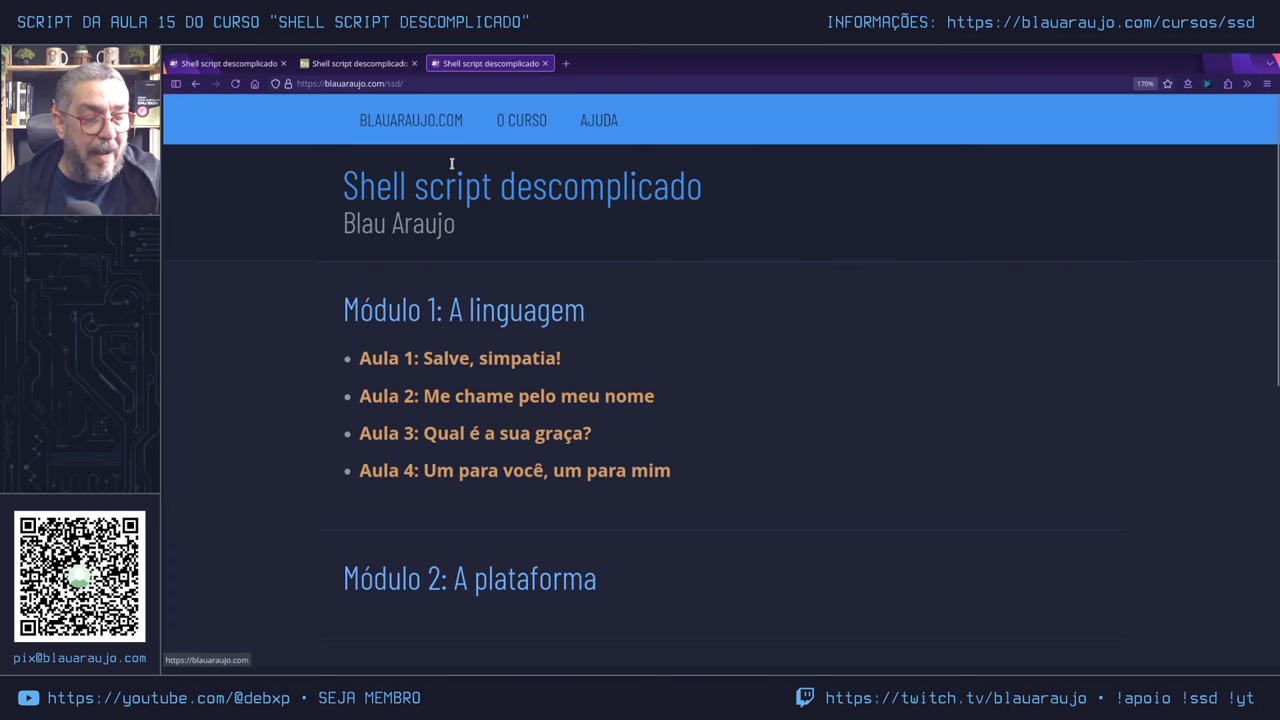 SCRIPT DA AULA 15 DO CURSO "SHELL SCRIPT DESCOMPLICADO"
INFORMAÇÕES: https://blauaraujo.com/cursos/ssd
Shell script descomplicado
Shell script descomplicado
Shell script descomplicado
https://blauaraujo.com/ssd/
170%
BLAUARAUJO.COM
O CURSO
AJUDA
Shell script descomplicado
Blau Araujo
Módulo 1: A linguagem
Aula 1: Salve, simpatia!
Aula 2: Me chame pelo meu nome
Aula 3: Qual é a sua graça?
Aula 4: Um para você, um para mim
Módulo 2: A plataforma
https://blauaraujo.com
pix@blauaraujo.com
https://youtube.com/@debxp • SEJA MEMBRO
https://twitch.tv/blauaraujo • !apoio !ssd !yt